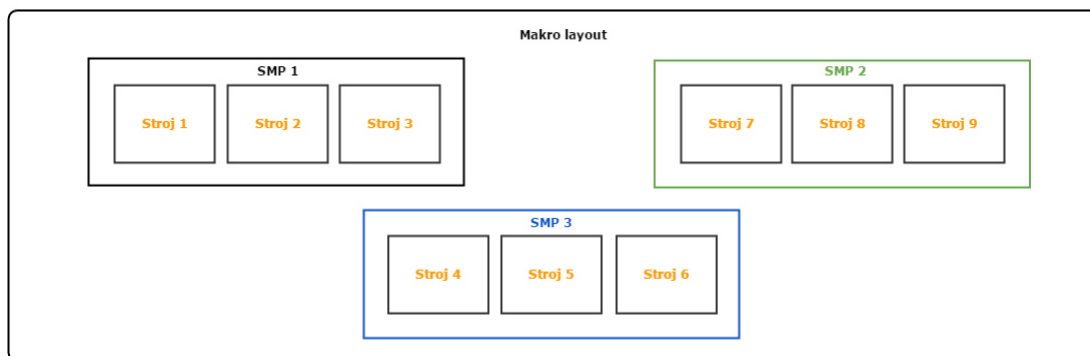 Makro layout
SMP 1
Stroj 1
Stroj 2
Stroj 3
SMP 2
Stroj 7
Stroj 8
Stroj 9
SMP 3
Stroj 4
Stroj 5
Stroj 6